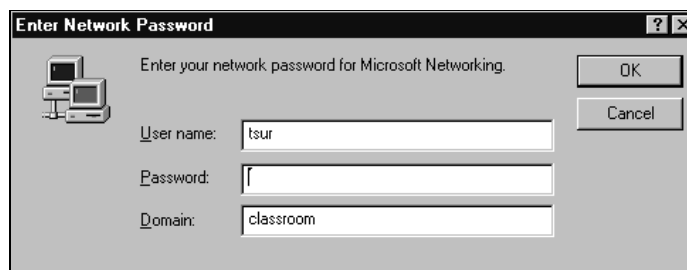 Enter Network Password
Enter your network password for Microsoft Networking.
OK
Cancel
User name: tsur
Password:
Domain: classroom